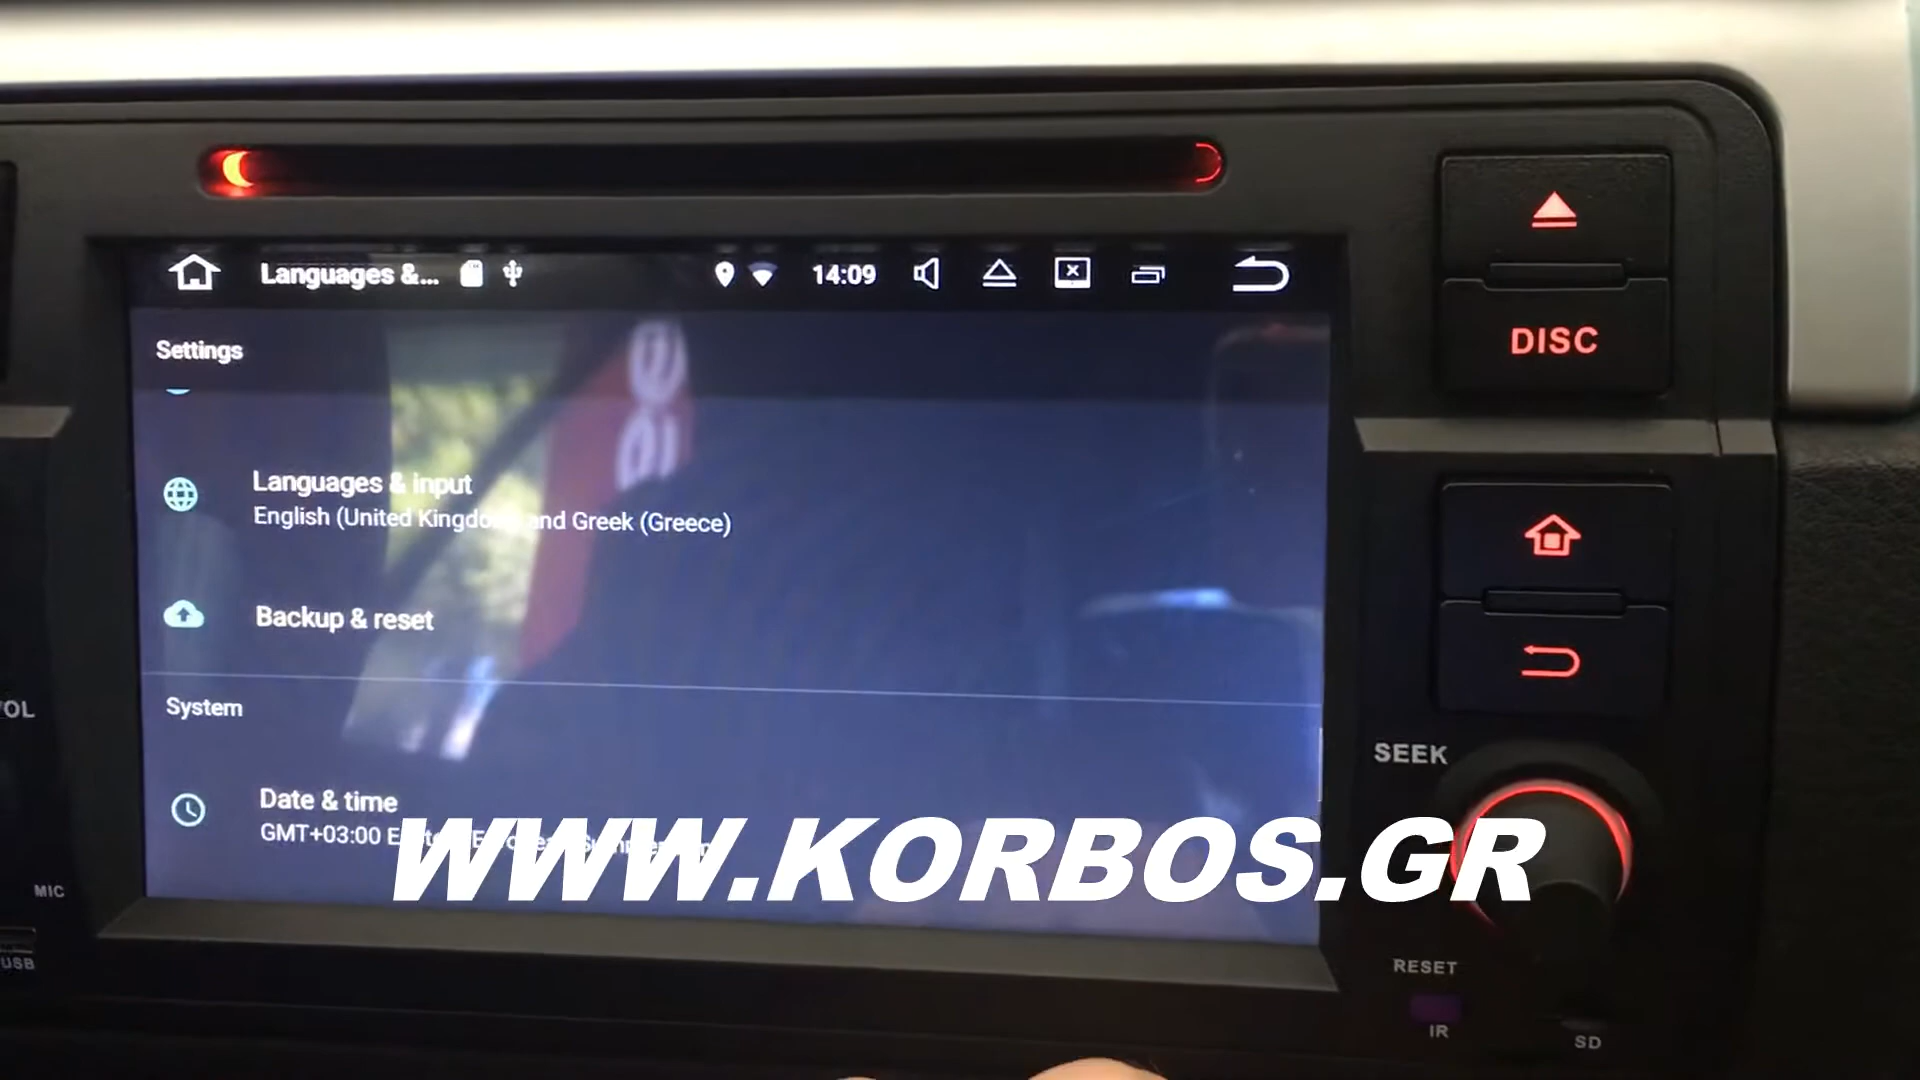 Languages &...
14:09
Settings
Languages & input
English (United Kingdom) and Greek (Greece)
Backup & reset
System
Date & time
GMT+03:00
WWW.KORBOS.GR
DISC
SEEK
RESET
IR
SD
MIC
USB